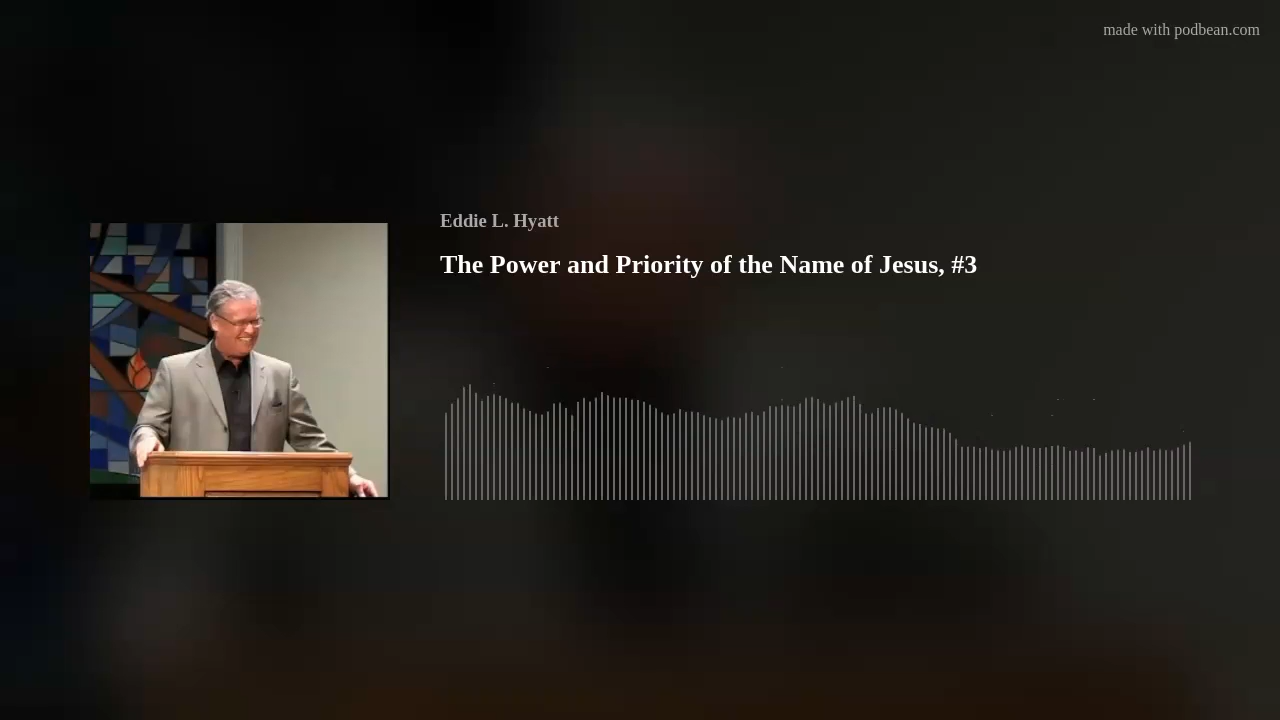 made with podbean.com
Eddie L. Hyatt
The Power and Priority of the Name of Jesus, #3